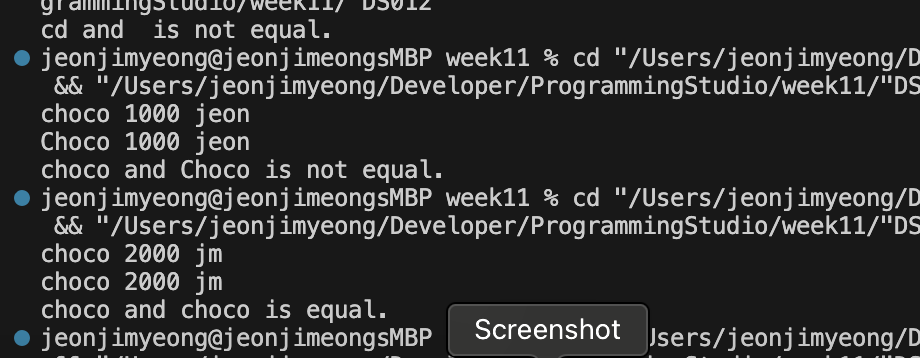 grammingStudio/week11/"DS012
cd and  is not equal.
jeonjimyeong@jeonjimeongsMBP week11 % cd "/Users/jeonjimyeong/D
 && "/Users/jeonjimyeong/Developer/ProgrammingStudio/week11/"DS
choco 1000 jeon
Choco 1000 jeon
choco and Choco is not equal.
jeonjimyeong@jeonjimeongsMBP week11 % cd "/Users/jeonjimyeong/D
 && "/Users/jeonjimyeong/Developer/ProgrammingStudio/week11/"DS
choco 2000 jm
choco 2000 jm
choco and choco is equal.
jeonjimyeong@jeonjimeongsMBP Screenshot Jsers/jeonjimyeong/D